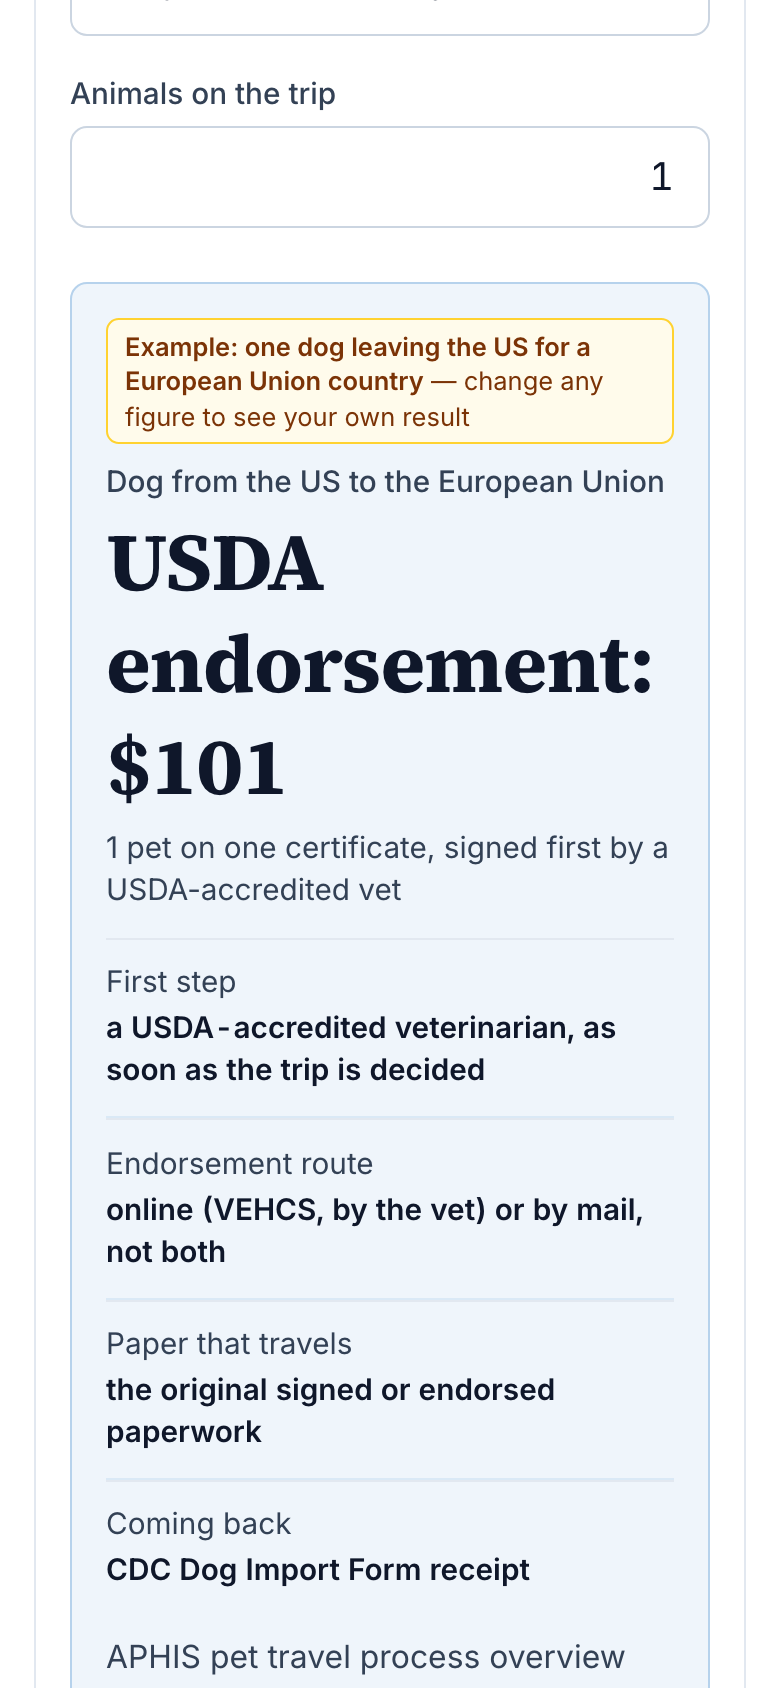 Animals on the trip
1
Example: one dog leaving the US for a
European Union country — change any
figure to see your own result
Dog from the US to the European Union
USDA
endorsement:
$101
1 pet on one certificate, signed first by a
USDA-accredited vet
First step
a USDA-accredited veterinarian, as
soon as the trip is decided
Endorsement route
online (VEHCS, by the vet) or by mail,
not both
Paper that travels
the original signed or endorsed
paperwork
Coming back
CDC Dog Import Form receipt
APHIS pet travel process overview